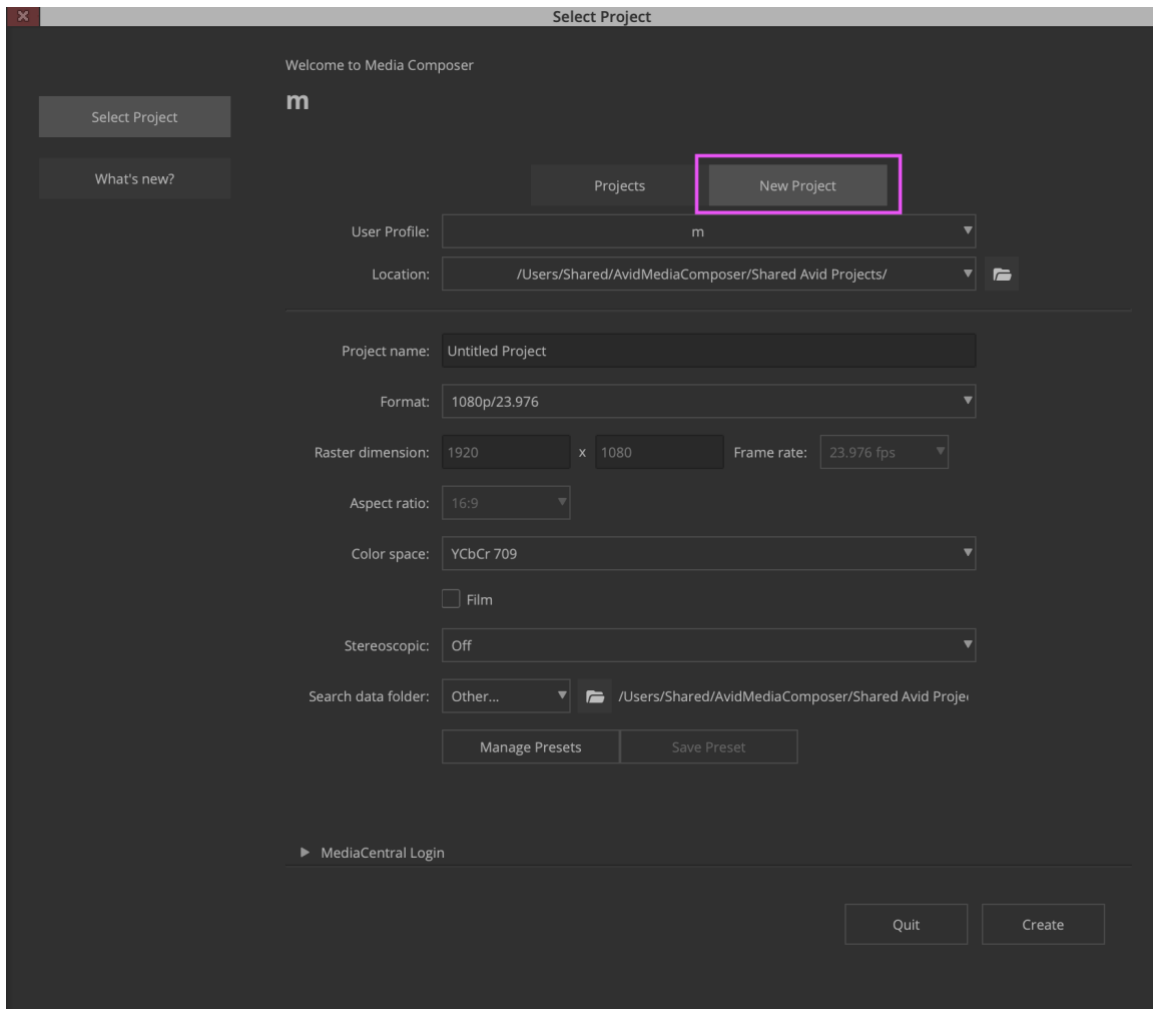 Select Project
Welcome to Media Composer
m
Select Project
What's new?
Projects New Project
User Profile: m
Location: /Users/Shared/AvidMediaComposer/Shared Avid Projects/
Project name: Untitled Project
Format: 1080p/23.976
Raster dimension: 1920 x 1080 Frame rate: 23.976 fps
Aspect ratio: 16:9
Color space: YCbCr 709
Film
Stereoscopic: Off
Search data folder: Other... /Users/Shared/AvidMediaComposer/Shared Avid Proje
Manage Presets Save Preset
MediaCentral Login
Quit Create